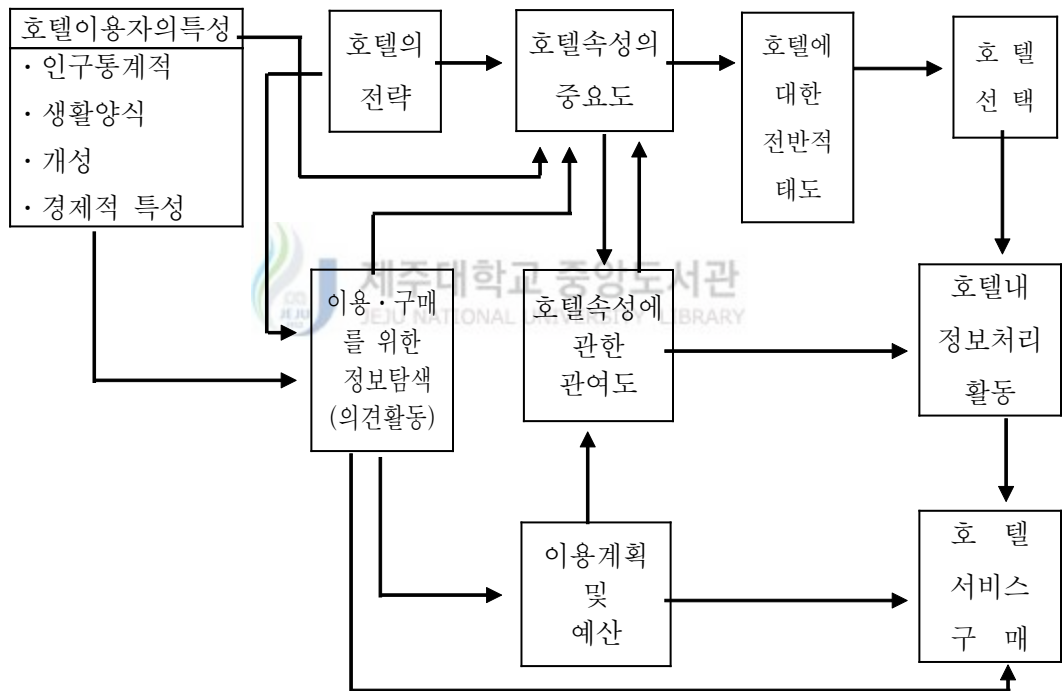 호텔이용자의특성
· 인구통계적
· 생활양식
· 개성
· 경제적 특성
호텔의
전략
호텔속성의
중요도
호텔에
대한
전반적
태도
호 텔
선 택
이용·구매
를 위한
정보탐색
(의견활동)
제주대학교 중앙도서관
JEJU NATIONAL UNIVERSITY LIBRARY
JEJU
호텔속성에
관한
관여도
호텔내
정보처리
활동
이용계획
및
예산
호 텔
서비스
구 매